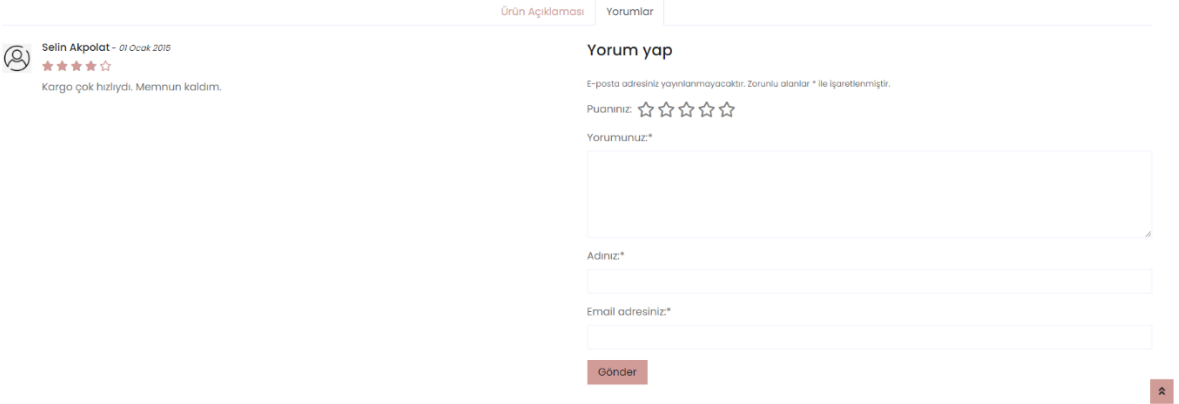 Ürün Açıklaması
Yorumlar
Selin Akpolat - 01 Ocak 2015
Kargo çok hızlıydı. Memnun kaldım.
Yorum yap
E-posta adresiniz yayınlanmayacaktır. Zorunlu alanlar * ile işaretlenmiştir.
Puanınız:
Yorumunuz:*
Adınız:*
Email adresiniz:*
Gönder